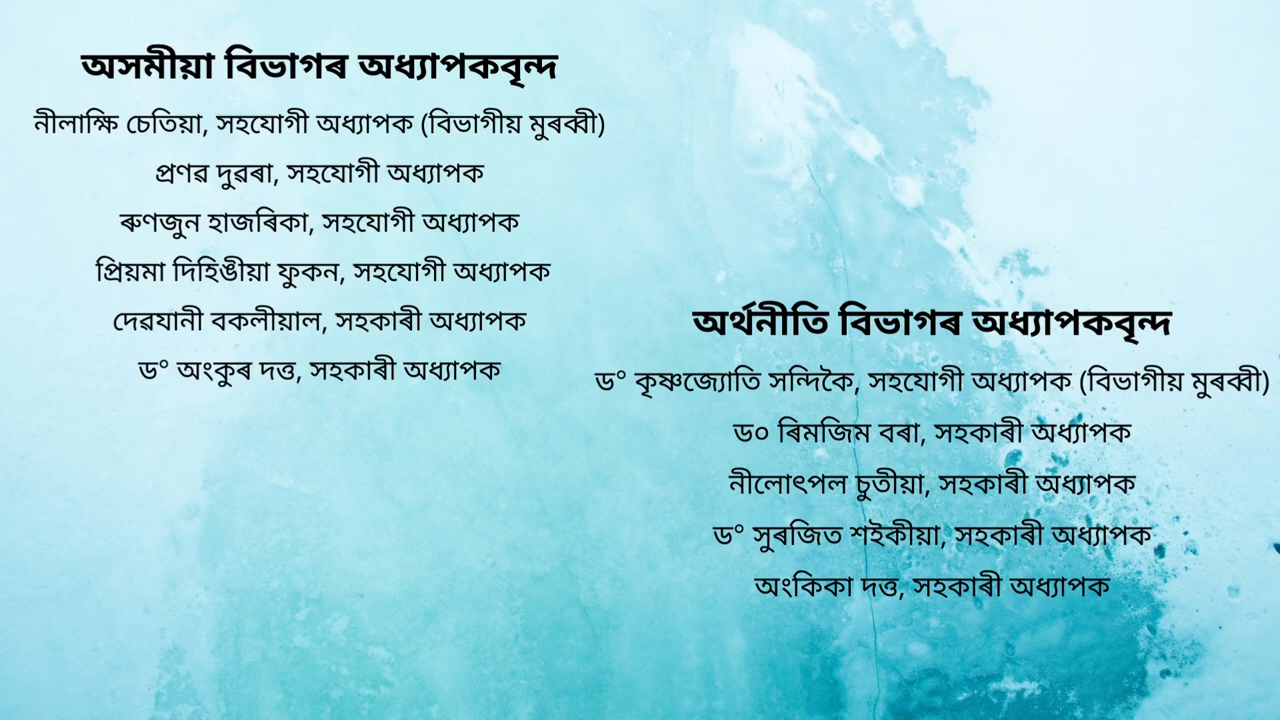 অসমীয়া বিভাগৰ অধ্যাপকবৃন্দ
নীলাক্ষি চেতিয়া, সহযোগী অধ্যাপক (বিভাগীয় মুৰব্বী)
প্ৰণৱ দুৱৰা, সহযোগী অধ্যাপক
ৰুণজুন হাজৰিকা, সহযোগী অধ্যাপক
প্ৰিয়মা দিহিঙীয়া ফুকন, সহযোগী অধ্যাপক
দেৱযানী বকলীয়াল, সহকাৰী অধ্যাপক
ড° অংকুৰ দত্ত, সহকাৰী অধ্যাপক
অৰ্থনীতি বিভাগৰ অধ্যাপকবৃন্দ
ড° কৃষ্ণজ্যোতি সন্দিকৈ, সহযোগী অধ্যাপক (বিভাগীয় মুৰব্বী)
ড০ ৰিমজিম বৰা, সহকাৰী অধ্যাপক
নীলোৎপল চুতীয়া, সহকাৰী অধ্যাপক
ড° সুৰজিত শইকীয়া, সহকাৰী অধ্যাপক
অংকিকা দত্ত, সহকাৰী অধ্যাপক